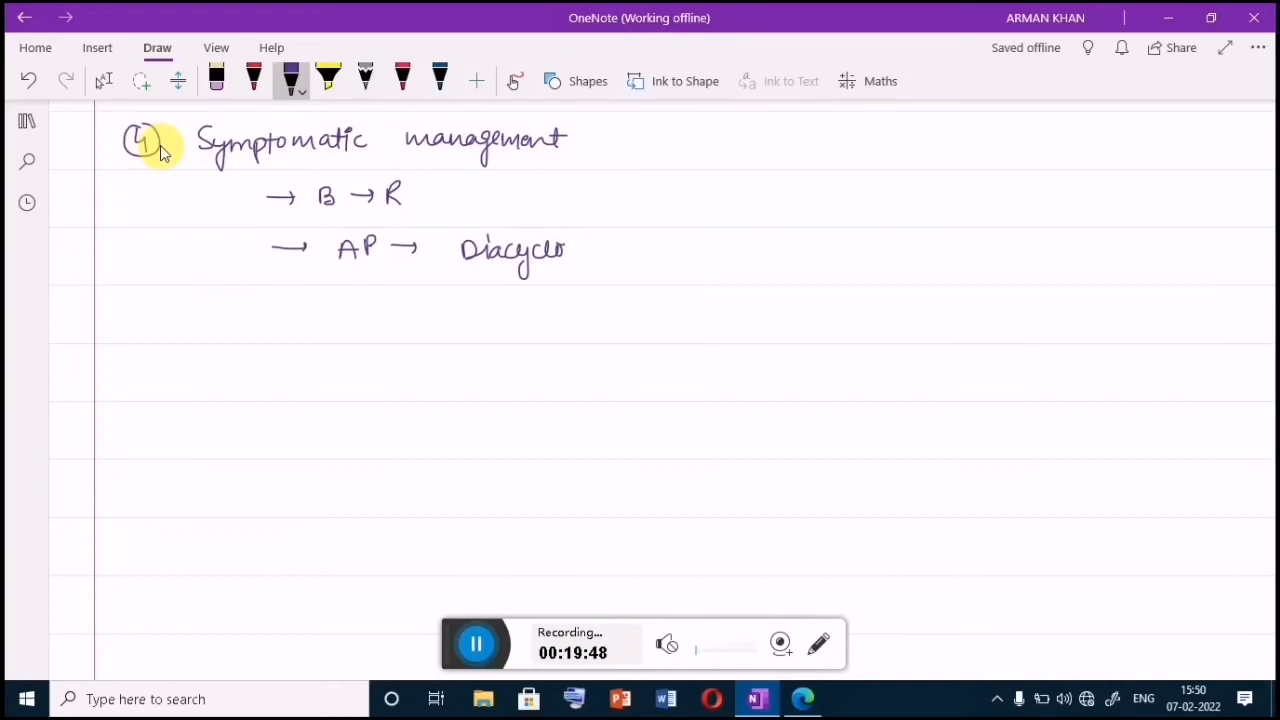 OneNote (Working offline)
ARMAN KHAN
Home Insert Draw View Help
Saved offline
Share
Shapes
Ink to Shape
Ink to Text
Maths
4 Symptomatic management
→ B → R
→ AP → Diacyclo
Recording...
00:19:48
Type here to search
ENG
15:50
07-02-2022